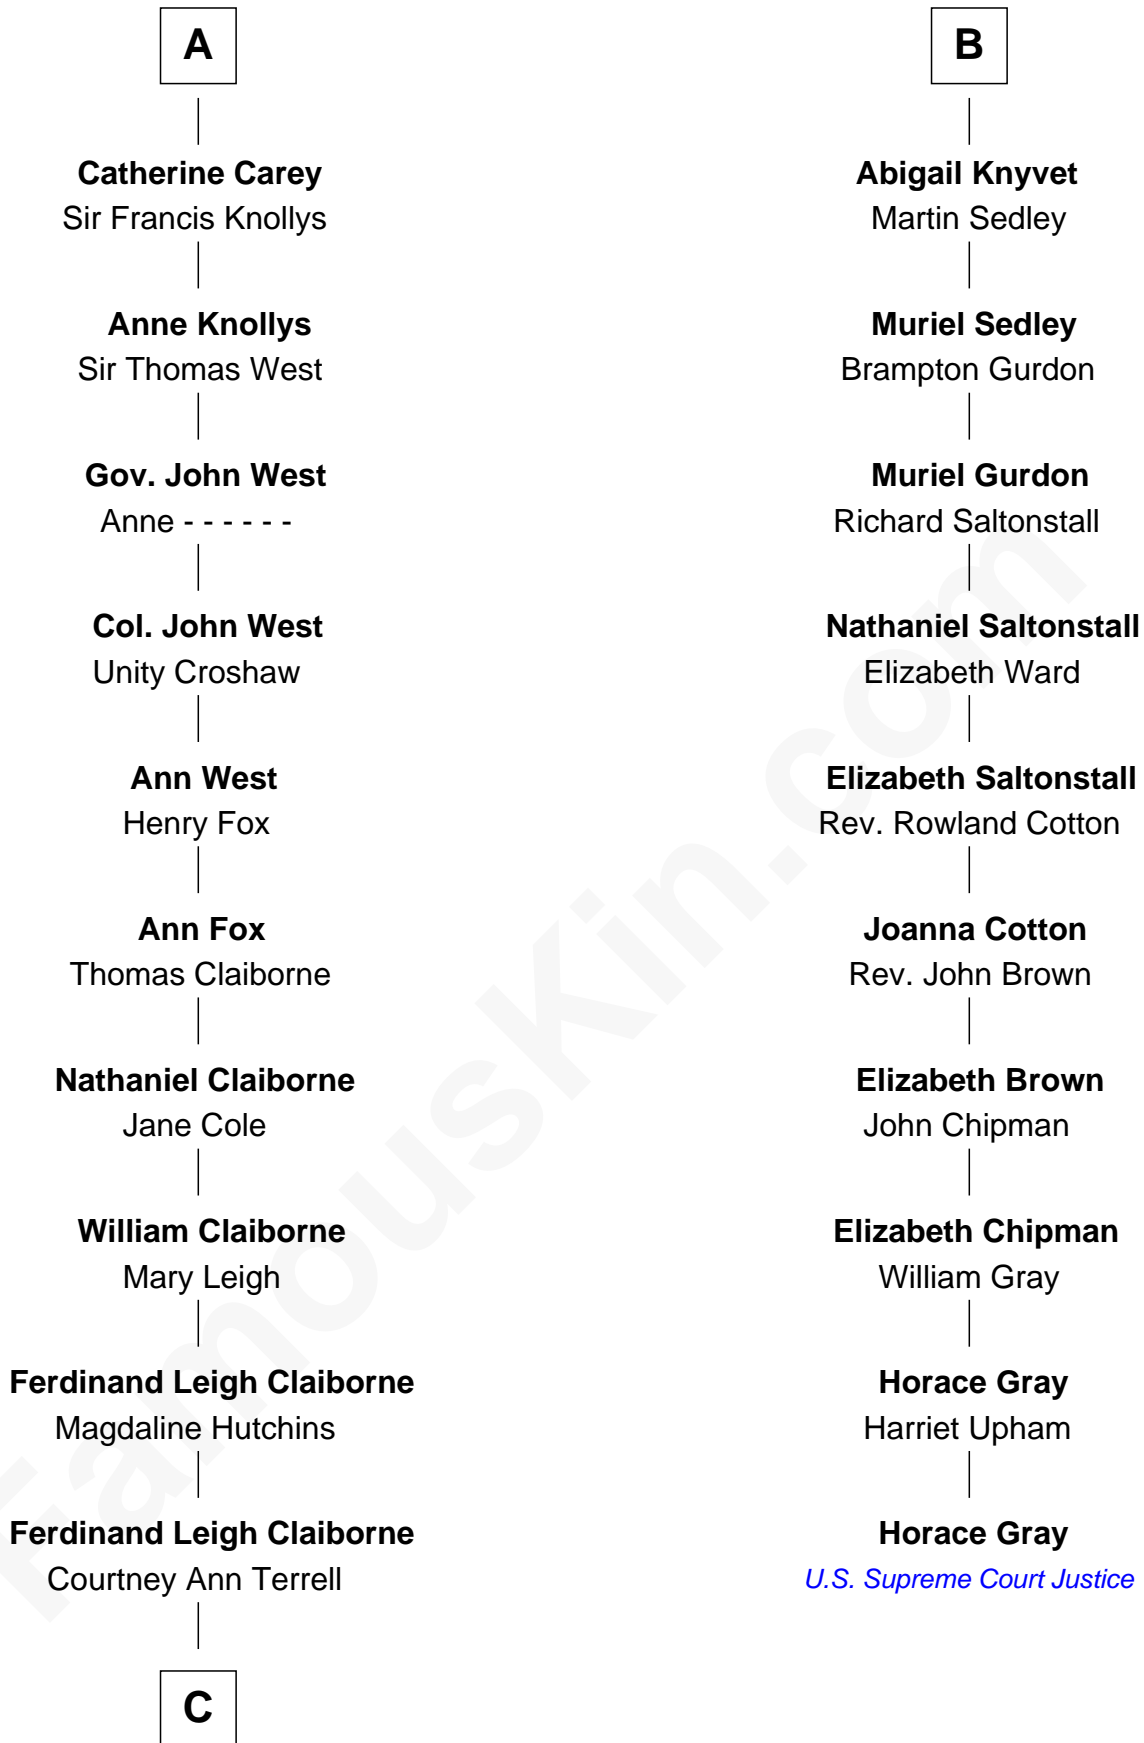 A
Catherine Carey
Sir Francis Knollys
Anne Knollys
Sir Thomas West
Gov. John West
Anne - - - - - -
Col. John West
Unity Croshaw
Ann West
Henry Fox
Ann Fox
Thomas Claiborne
Nathaniel Claiborne
Jane Cole
William Claiborne
Mary Leigh
Ferdinand Leigh Claiborne
Magdaline Hutchins
Ferdinand Leigh Claiborne
Courtney Ann Terrell
C
B
Abigail Knyvet
Martin Sedley
Muriel Sedley
Brampton Gurdon
Muriel Gurdon
Richard Saltonstall
Nathaniel Saltonstall
Elizabeth Ward
Elizabeth Saltonstall
Rev. Rowland Cotton
Joanna Cotton
Rev. John Brown
Elizabeth Brown
John Chipman
Elizabeth Chipman
William Gray
Horace Gray
Harriet Upham
Horace Gray
U.S. Supreme Court Justice
FamousKin.com